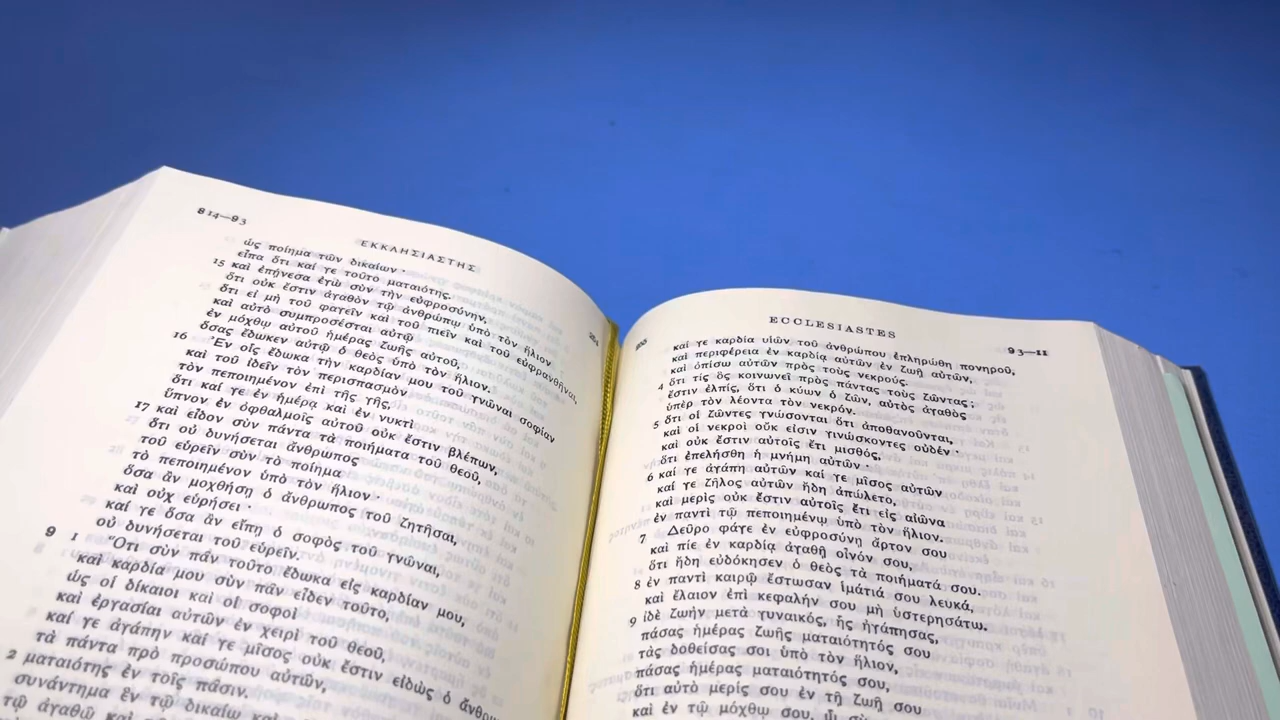 8 14—9 3
ΕΚΚΛΗΣΙΑΣΤΗΣ
ὡς ποίημα τῶν δικαίων ·
εἶπα ὅτι καί γε τοῦτο ματαιότης.
15 καὶ ἐπῄνεσα ἐγὼ σὺν τὴν εὐφροσύνην,
ὅτι οὐκ ἔστιν ἀγαθὸν τῷ ἀνθρώπῳ ὑπὸ τὸν ἥλιον
ὅτι εἰ μὴ τοῦ φαγεῖν καὶ τοῦ πιεῖν καὶ τοῦ εὐφρανθῆναι,
καὶ αὐτὸ συμπροσέσται αὐτῷ
ἐν μόχθῳ αὐτοῦ ἡμέρας ζωῆς αὐτοῦ,
ὅσας ἔδωκεν αὐτῷ ὁ θεὸς ὑπὸ τὸν ἥλιον.
16 Ἐν οἷς ἔδωκα τὴν καρδίαν μου τοῦ γνῶναι σοφίαν
καὶ τοῦ ἰδεῖν τὸν περισπασμὸν
τὸν πεποιημένον ἐπὶ τῆς γῆς,
ὅτι καί γε ἐν ἡμέρᾳ καὶ ἐν νυκτὶ
ὕπνον ἐν ὀφθαλμοῖς αὐτοῦ οὐκ ἔστιν βλέπων,
17 καὶ εἶδον σὺν πάντα τὰ ποιήματα τοῦ θεοῦ,
ὅτι οὐ δυνήσεται ἄνθρωπος
τοῦ εὑρεῖν σὺν τὸ ποίημα
τὸ πεποιημένον ὑπὸ τὸν ἥλιον ·
ὅσα ἂν μοχθήσῃ ὁ ἄνθρωπος τοῦ ζητῆσαι,
καὶ οὐχ εὑρήσει ·
καί γε ὅσα ἂν εἴπῃ ὁ σοφὸς τοῦ γνῶναι,
οὐ δυνήσεται τοῦ εὑρεῖν.
9 1 Ὅτι σὺν πᾶν τοῦτο ἔδωκα εἰς καρδίαν μου,
καὶ καρδία μου σὺν πᾶν εἶδεν τοῦτο,
ὡς οἱ δίκαιοι καὶ οἱ σοφοὶ
καὶ ἐργασίαι αὐτῶν ἐν χειρὶ τοῦ θεοῦ,
καί γε ἀγάπην καί γε μῖσος οὐκ ἔστιν εἰδὼς ὁ ἄνθρω
τὰ πάντα πρὸ προσώπου αὐτῶν,
2 ματαιότης ἐν τοῖς πᾶσιν.
συνάντημα ἓν τῷ δικαίῳ καὶ
τῷ ἀγαθῷ καὶ
ECCLESIASTES
9 3—11
καί γε καρδία υἱῶν τοῦ ἀνθρώπου ἐπληρώθη πονηροῦ,
καὶ περιφέρεια ἐν καρδίᾳ αὐτῶν ἐν ζωῇ αὐτῶν,
καὶ ὀπίσω αὐτῶν πρὸς τοὺς νεκρούς.
4 ὅτι τίς ὃς κοινωνεῖ πρὸς πάντας τοὺς ζῶντας;
ἔστιν ἐλπίς, ὅτι ὁ κύων ὁ ζῶν, αὐτὸς ἀγαθὸς
ὑπὲρ τὸν λέοντα τὸν νεκρόν.
5 ὅτι οἱ ζῶντες γνώσονται ὅτι ἀποθανοῦνται,
καὶ οἱ νεκροὶ οὔκ εἰσιν γινώσκοντες οὐδέν ·
καὶ οὐκ ἔστιν αὐτοῖς ἔτι μισθός,
ὅτι ἐπελήσθη ἡ μνήμη αὐτῶν ·
6 καί γε ἀγάπη αὐτῶν καί γε μῖσος αὐτῶν
καί γε ζῆλος αὐτῶν ἤδη ἀπώλετο,
καὶ μερὶς οὐκ ἔστιν αὐτοῖς ἔτι εἰς αἰῶνα
ἐν παντὶ τῷ πεποιημένῳ ὑπὸ τὸν ἥλιον.
7 Δεῦρο φάγε ἐν εὐφροσύνῃ ἄρτον σου
καὶ πίε ἐν καρδίᾳ ἀγαθῇ οἶνόν σου,
ὅτι ἤδη εὐδόκησεν ὁ θεὸς τὰ ποιήματά σου.
8 ἐν παντὶ καιρῷ ἔστωσαν ἱμάτιά σου λευκά,
καὶ ἔλαιον ἐπὶ κεφαλήν σου μὴ ὑστερησάτω.
9 ἰδὲ ζωὴν μετὰ γυναικός, ἧς ἠγάπησας,
πάσας ἡμέρας ζωῆς ματαιότητός σου
τὰς δοθείσας σοι ὑπὸ τὸν ἥλιον,
πάσας ἡμέρας ματαιότητός σου,
ὅτι αὐτὸ μερίς σου ἐν τῇ ζωῇ σου
καὶ ἐν τῷ μόχθῳ σου,